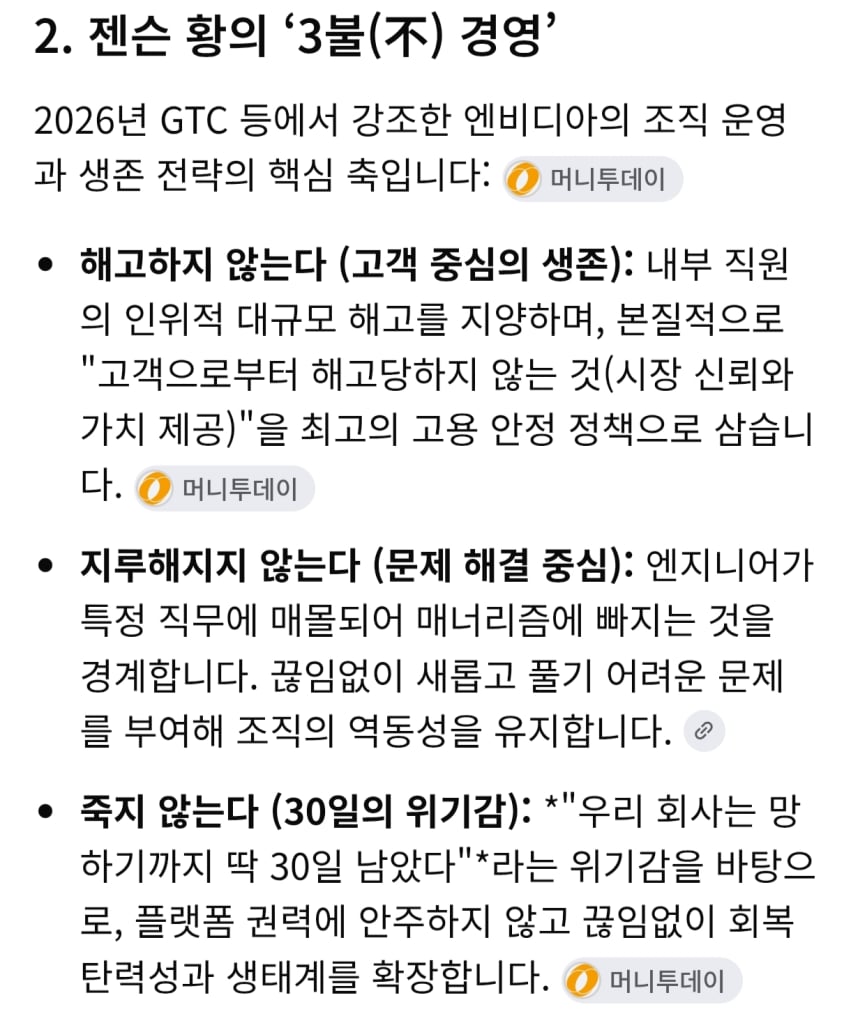 2. 젠슨 황의 ‘3불(不) 경영’
2026년 GTC 등에서 강조한 엔비디아의 조직 운영
과 생존 전략의 핵심 축입니다: 머니투데이
• 해고하지 않는다 (고객 중심의 생존): 내부 직원
의 인위적 대규모 해고를 지양하며, 본질적으로
"고객으로부터 해고당하지 않는 것(시장 신뢰와
가치 제공)"을 최고의 고용 안정 정책으로 삼습니
다. 머니투데이
• 지루해지지 않는다 (문제 해결 중심): 엔지니어가
특정 직무에 매몰되어 매너리즘에 빠지는 것을
경계합니다. 끊임없이 새롭고 풀기 어려운 문제
를 부여해 조직의 역동성을 유지합니다.
• 죽지 않는다 (30일의 위기감): *"우리 회사는 망
하기까지 딱 30일 남았다"*라는 위기감을 바탕으
로, 플랫폼 권력에 안주하지 않고 끊임없이 회복
탄력성과 생태계를 확장합니다. 머니투데이